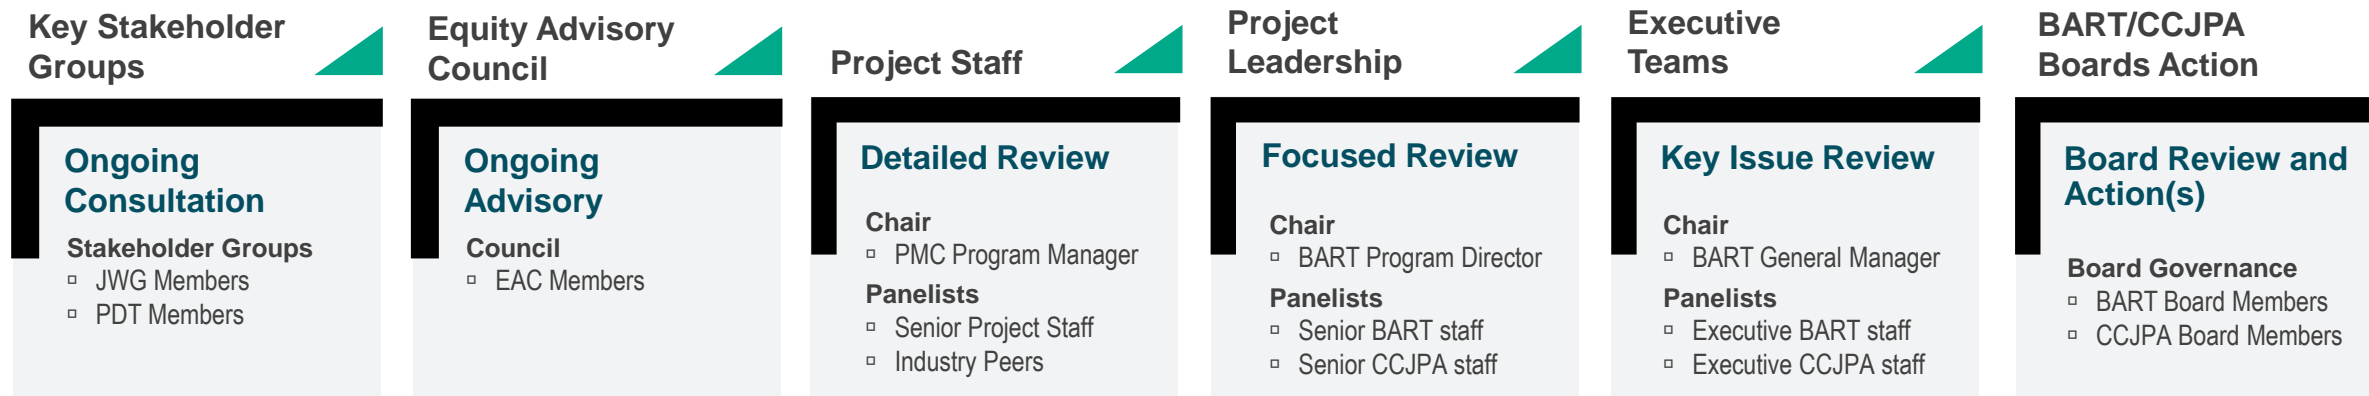 Key Stakeholder
Groups
Ongoing
Consultation
Stakeholder Groups
▫ JWG Members
▫ PDT Members
Equity Advisory
Council
Ongoing
Advisory
Council
▫ EAC Members
Project Staff
Detailed Review
Chair
▫ PMC Program Manager
Panelists
▫ Senior Project Staff
▫ Industry Peers
Project
Leadership
Focused Review
Chair
▫ BART Program Director
Panelists
▫ Senior BART staff
▫ Senior CCJPA staff
Executive
Teams
Key Issue Review
Chair
▫ BART General Manager
Panelists
▫ Executive BART staff
▫ Executive CCJPA staff
BART/CCJPA
Boards Action
Board Review and
Action(s)
Board Governance
▫ BART Board Members
▫ CCJPA Board Members